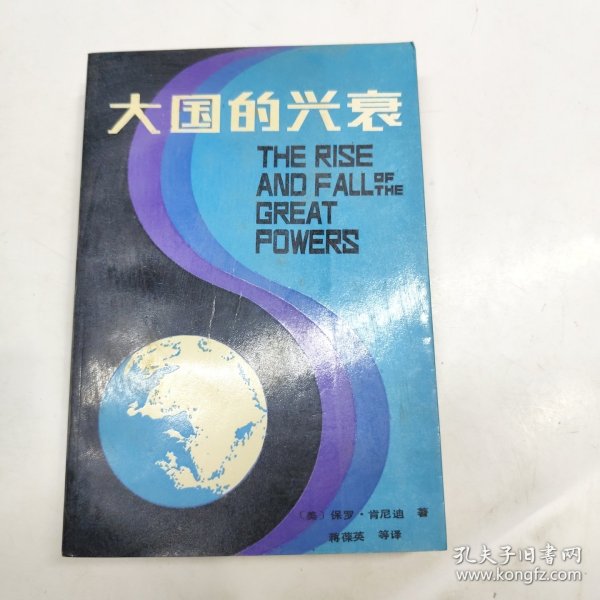 大国的兴衰
THE RISE
AND FALL OF THE
GREAT
POWERS
（美）保罗·肯尼迪 著
蒋葆英 等译
孔夫子旧书网
www.kongfz.com